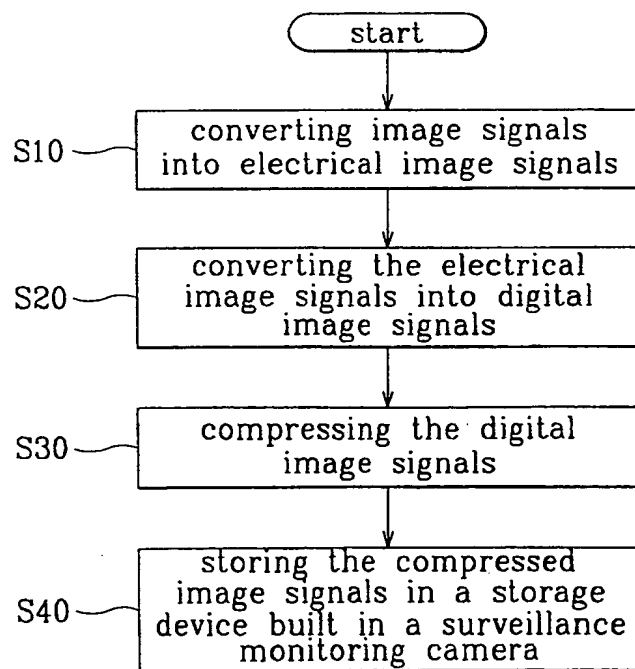 start
S10
converting image signals
into electrical image signals
S20
converting the electrical
image signals into digital
image signals
S30
compressing the digital
image signals
S40
storing the compressed
image signals in a storage
device built in a surveillance
monitoring camera